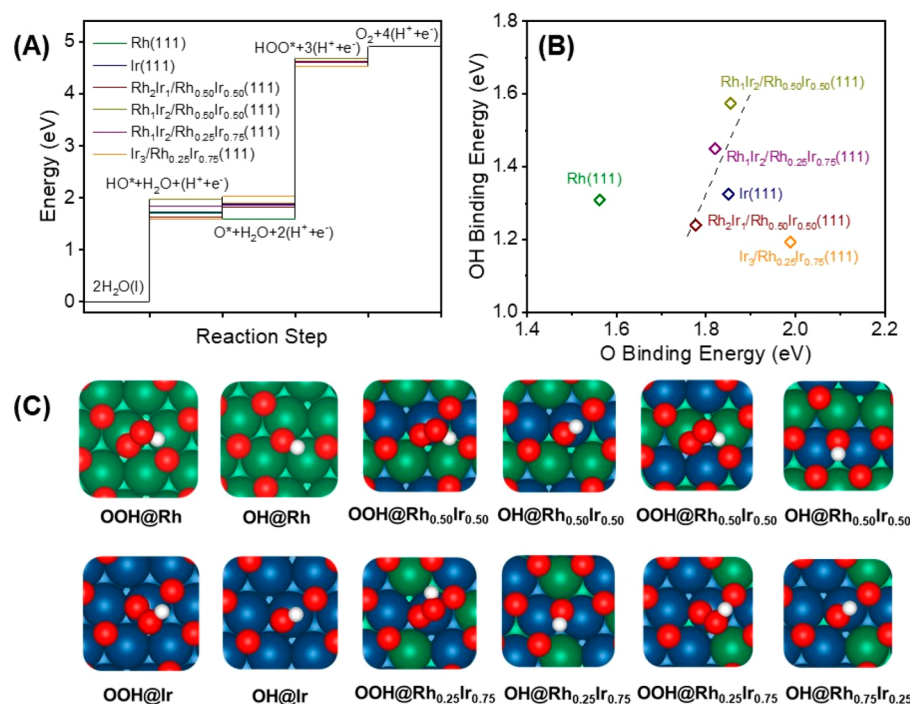 (A)
Energy (eV)
5
4
3
2
1
0
Rh(111)
Ir(111)
Rh₂Ir₁/Rh₀.₅₀Ir₀.₅₀(111)
Rh₁Ir₂/Rh₀.₅₀Ir₀.₅₀(111)
Rh₁Ir₂/Rh₀.₂₅Ir₀.₇₅(111)
Ir₃/Rh₀.₂₅Ir₀.₇₅(111)
2H₂O(l)
HO*+H₂O+(H⁺+e⁻)
O*+H₂O+2(H⁺+e⁻)
HOO*+3(H⁺+e⁻)
O₂+4(H⁺+e⁻)
Reaction Step
(B)
OH Binding Energy (eV)
1.8
1.6
1.4
1.2
1.0
Rh₁Ir₂/Rh₀.₅₀Ir₀.₅₀(111)
Rh₁Ir₂/Rh₀.₂₅Ir₀.₇₅(111)
Rh(111)
Ir(111)
Rh₂Ir₁/Rh₀.₅₀Ir₀.₅₀(111)
Ir₃/Rh₀.₂₅Ir₀.₇₅(111)
1.4 1.6 1.8 2.0 2.2
O Binding Energy (eV)
(C)
OOH@Rh OH@Rh OOH@Rh₀.₅₀Ir₀.₅₀ OH@Rh₀.₅₀Ir₀.₅₀ OOH@Rh₀.₅₀Ir₀.₅₀ OH@Rh₀.₅₀Ir₀.₅₀
OOH@Ir OH@Ir OOH@Rh₀.₂₅Ir₀.₇₅ OH@Rh₀.₂₅Ir₀.₇₅ OOH@Rh₀.₂₅Ir₀.₇₅ OH@Rh₀.₇₅Ir₀.₂₅